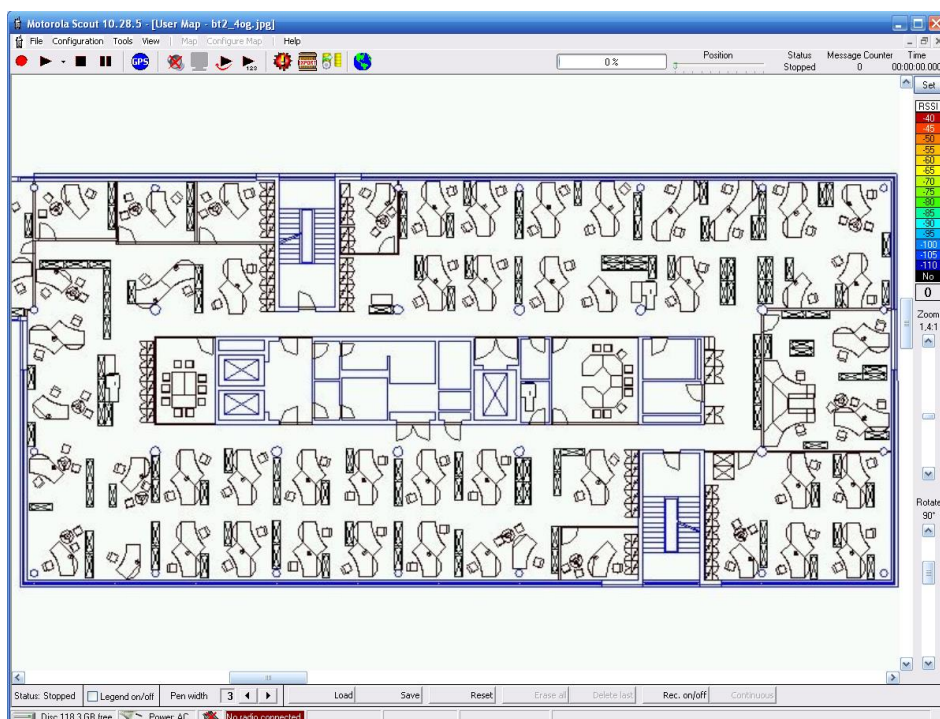 Motorola Scout 10.28.5 - [User Map - bt2_4og.jpg]
File Configuration Tools View Map Configure Map Help
GPS 123 REPORT 0 % Position Status Stopped Message Counter 0 Time 00:00:00.000
Set
RSSI
-40
-45
-50
-55
-60
-65
-70
-75
-80
-85
-90
-95
-100
-105
-110
No
0
Zoom
1,4:1
Rotate
90°
Status: Stopped Legend on/off Pen width 3 Load Save Reset Erase all Delete last Rec. on/off Continuous
Disc 118.3 GB free Power: AC No radio connected